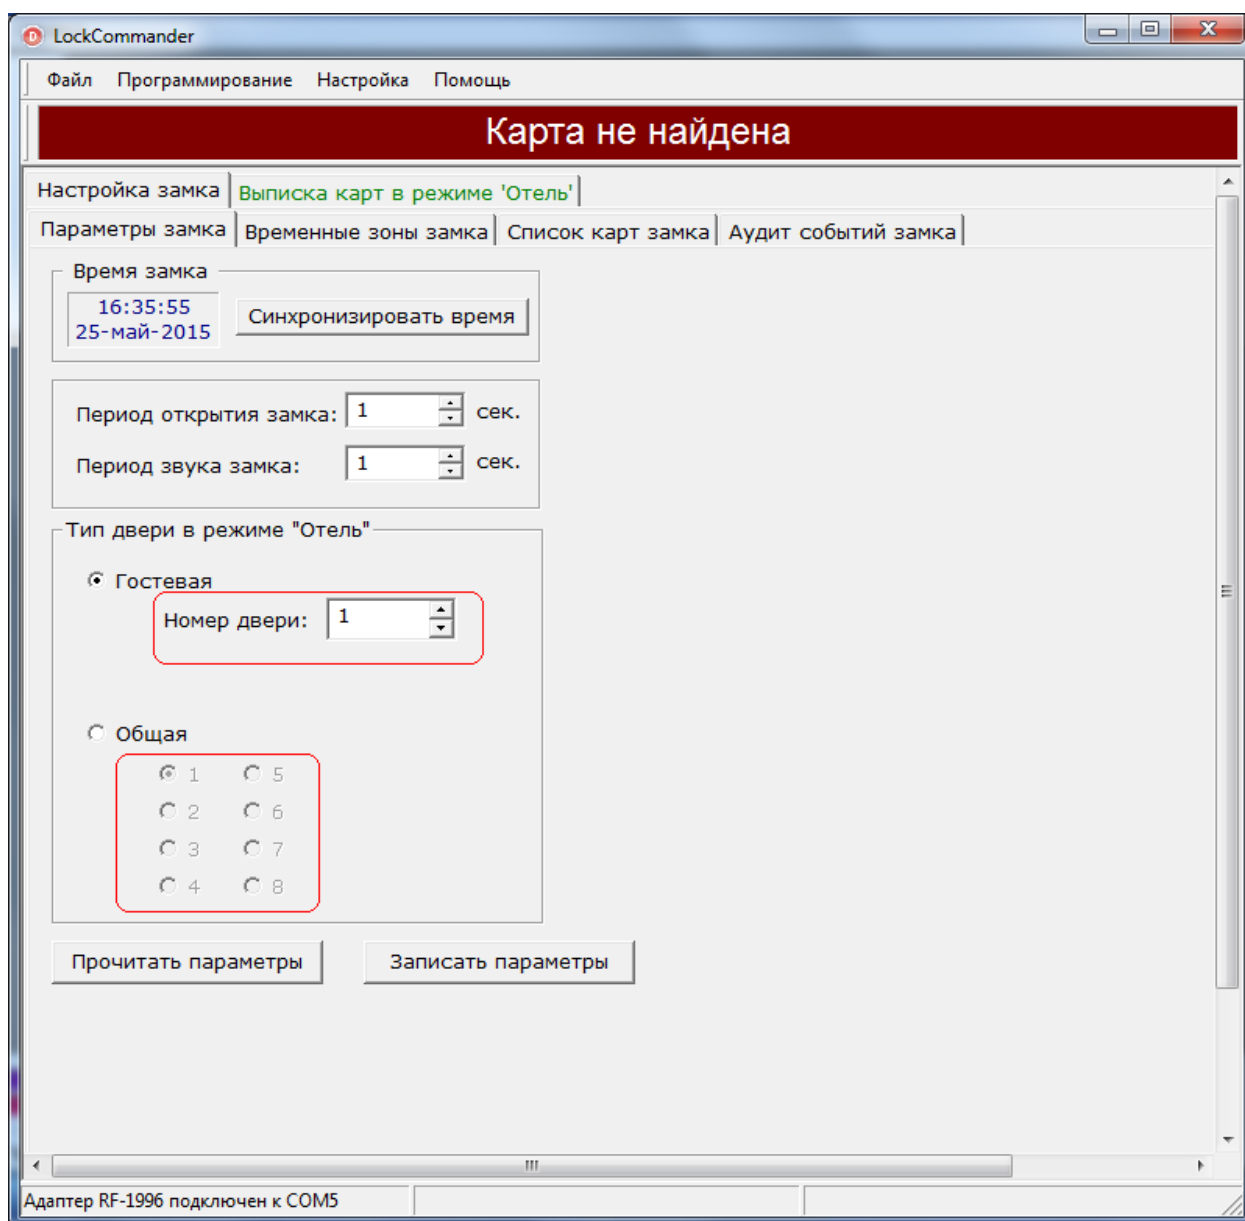 LockCommander
Файл Программирование Настройка Помощь
Карта не найдена
Настройка замка Выписка карт в режиме 'Отель'
Параметры замка Временные зоны замка Список карт замка Аудит событий замка
Время замка
16:35:55
25-май-2015
Синхронизировать время
Период открытия замка: 1 сек.
Период звука замка: 1 сек.
Тип двери в режиме "Отель"
Гостевая
Номер двери: 1
Общая
1 5
2 6
3 7
4 8
Прочитать параметры Записать параметры
Адаптер RF-1996 подключен к COM5